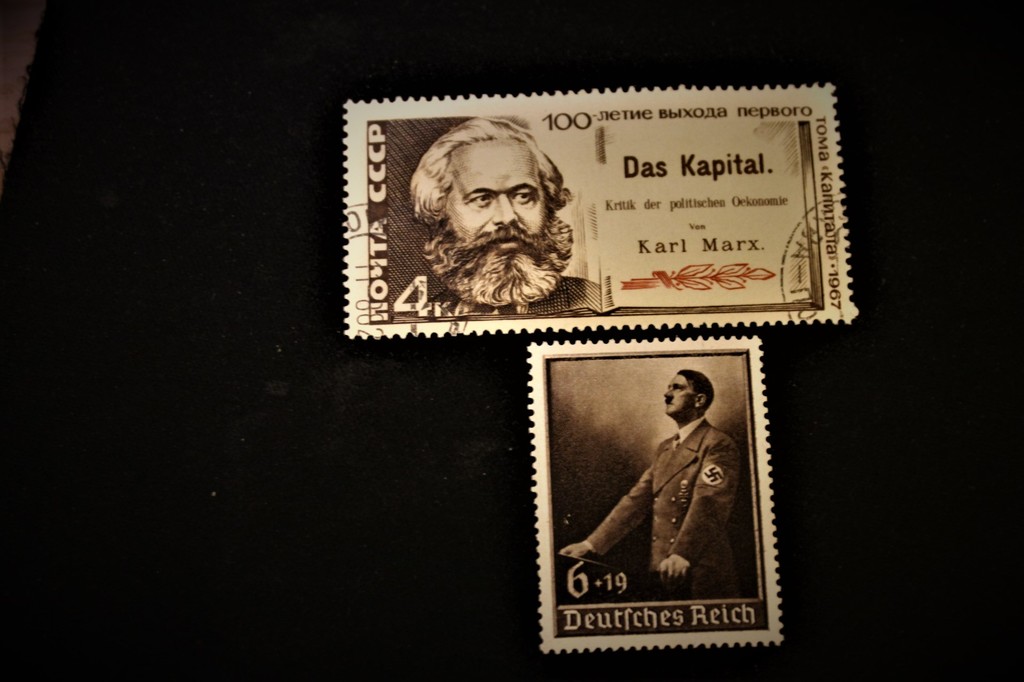 ПОЧТА СССР
4к
100-летие выхода первого
тома «Капитала»·1967
Das Kapital.
Kritik der politischen Oekonomie
Von
Karl Marx.
6+19
Deutſches Reich